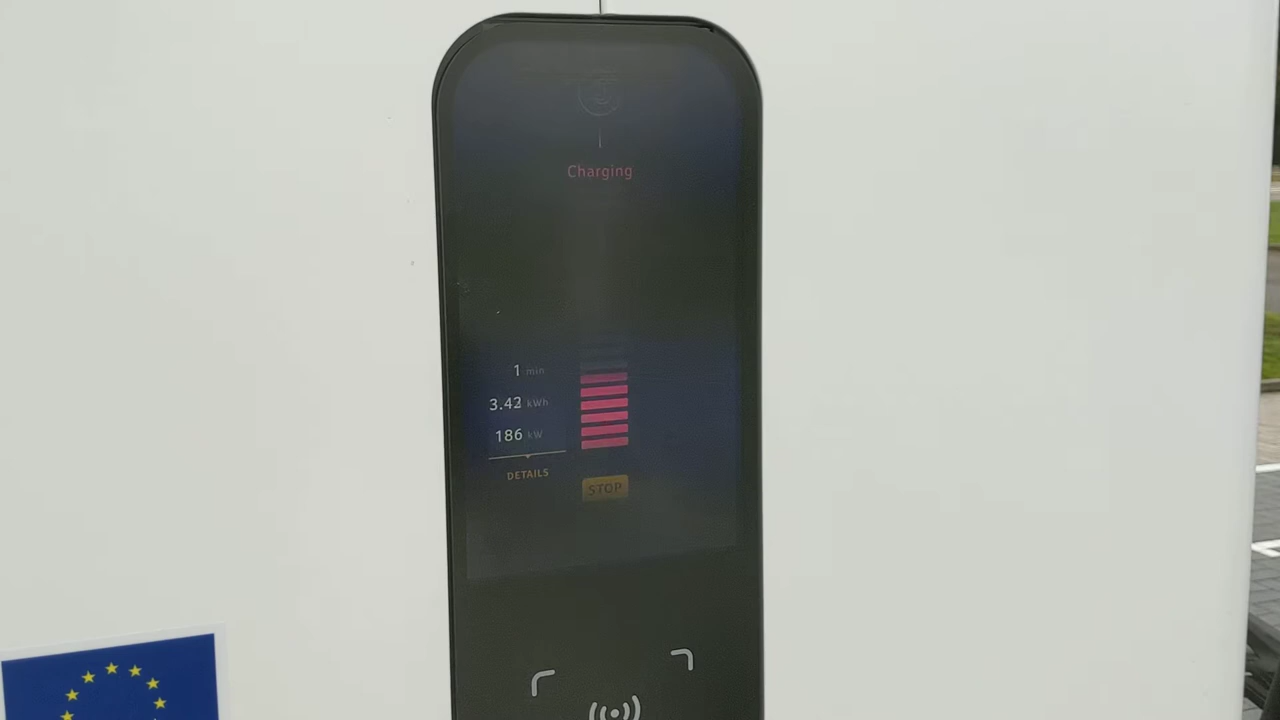 Charging
1 min
3.42 kWh
186 kW
DETAILS
STOP